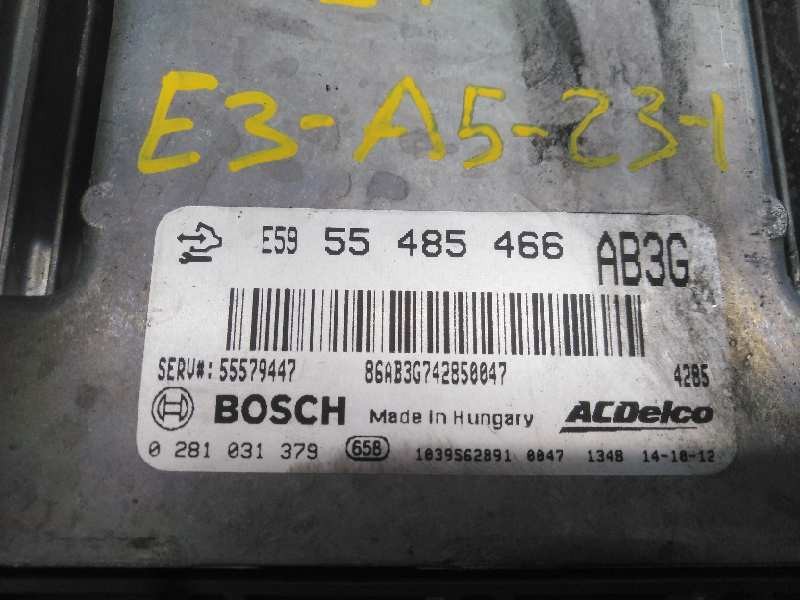 E3-A5-23-1
E59 55 485 466 AB3G
SERV#: 55579447 86AB3G742850047 4285
BOSCH Made in Hungary ACDelco
0 281 031 379 658 1039S62891 0047 1348 14-10-12